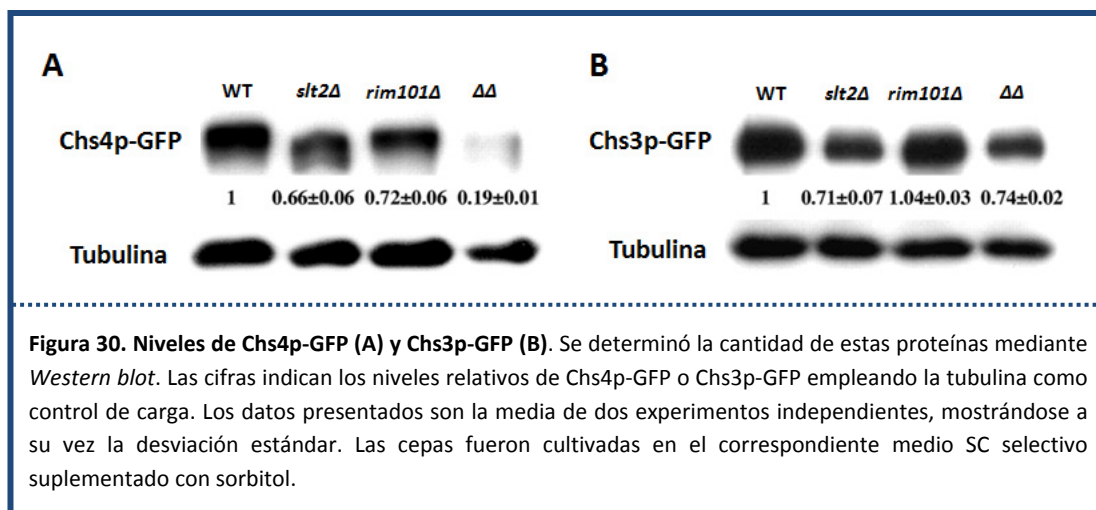 A
B
WT slt2Δ rim101Δ ΔΔ
WT slt2Δ rim101Δ ΔΔ
Chs4p-GFP
Chs3p-GFP
1 0.66±0.06 0.72±0.06 0.19±0.01
1 0.71±0.07 1.04±0.03 0.74±0.02
Tubulina
Tubulina
Figura 30. Niveles de Chs4p-GFP (A) y Chs3p-GFP (B). Se determinó la cantidad de estas proteínas mediante
Western blot. Las cifras indican los niveles relativos de Chs4p-GFP o Chs3p-GFP empleando la tubulina como
control de carga. Los datos presentados son la media de dos experimentos independientes, mostrándose a
su vez la desviación estándar. Las cepas fueron cultivadas en el correspondiente medio SC selectivo
suplementado con sorbitol.